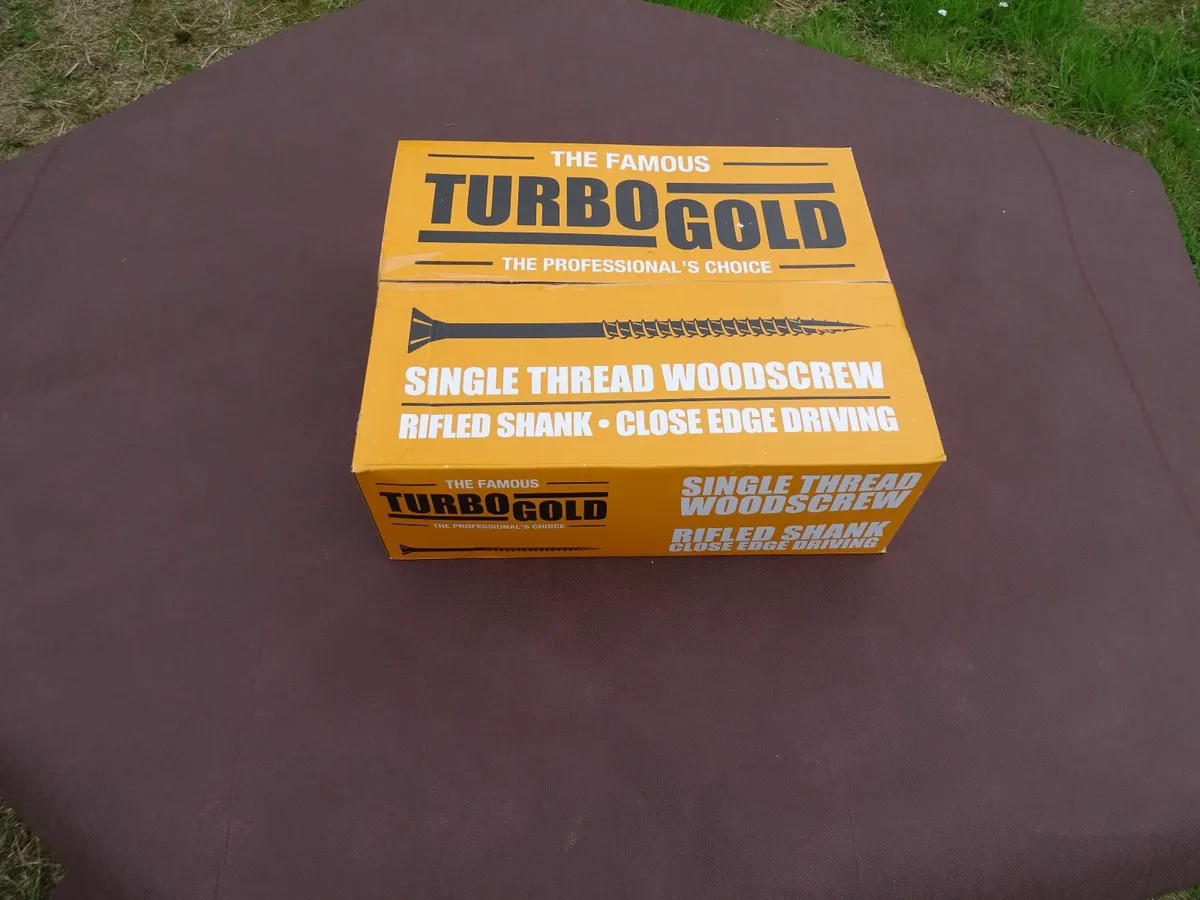 THE FAMOUS
TURBO GOLD
THE PROFESSIONAL'S CHOICE
SINGLE THREAD WOODSCREW
RIFLED SHANK • CLOSE EDGE DRIVING
THE FAMOUS
TURBO GOLD
THE PROFESSIONAL'S CHOICE
SINGLE THREAD
WOODSCREW
RIFLED SHANK
CLOSE EDGE DRIVING